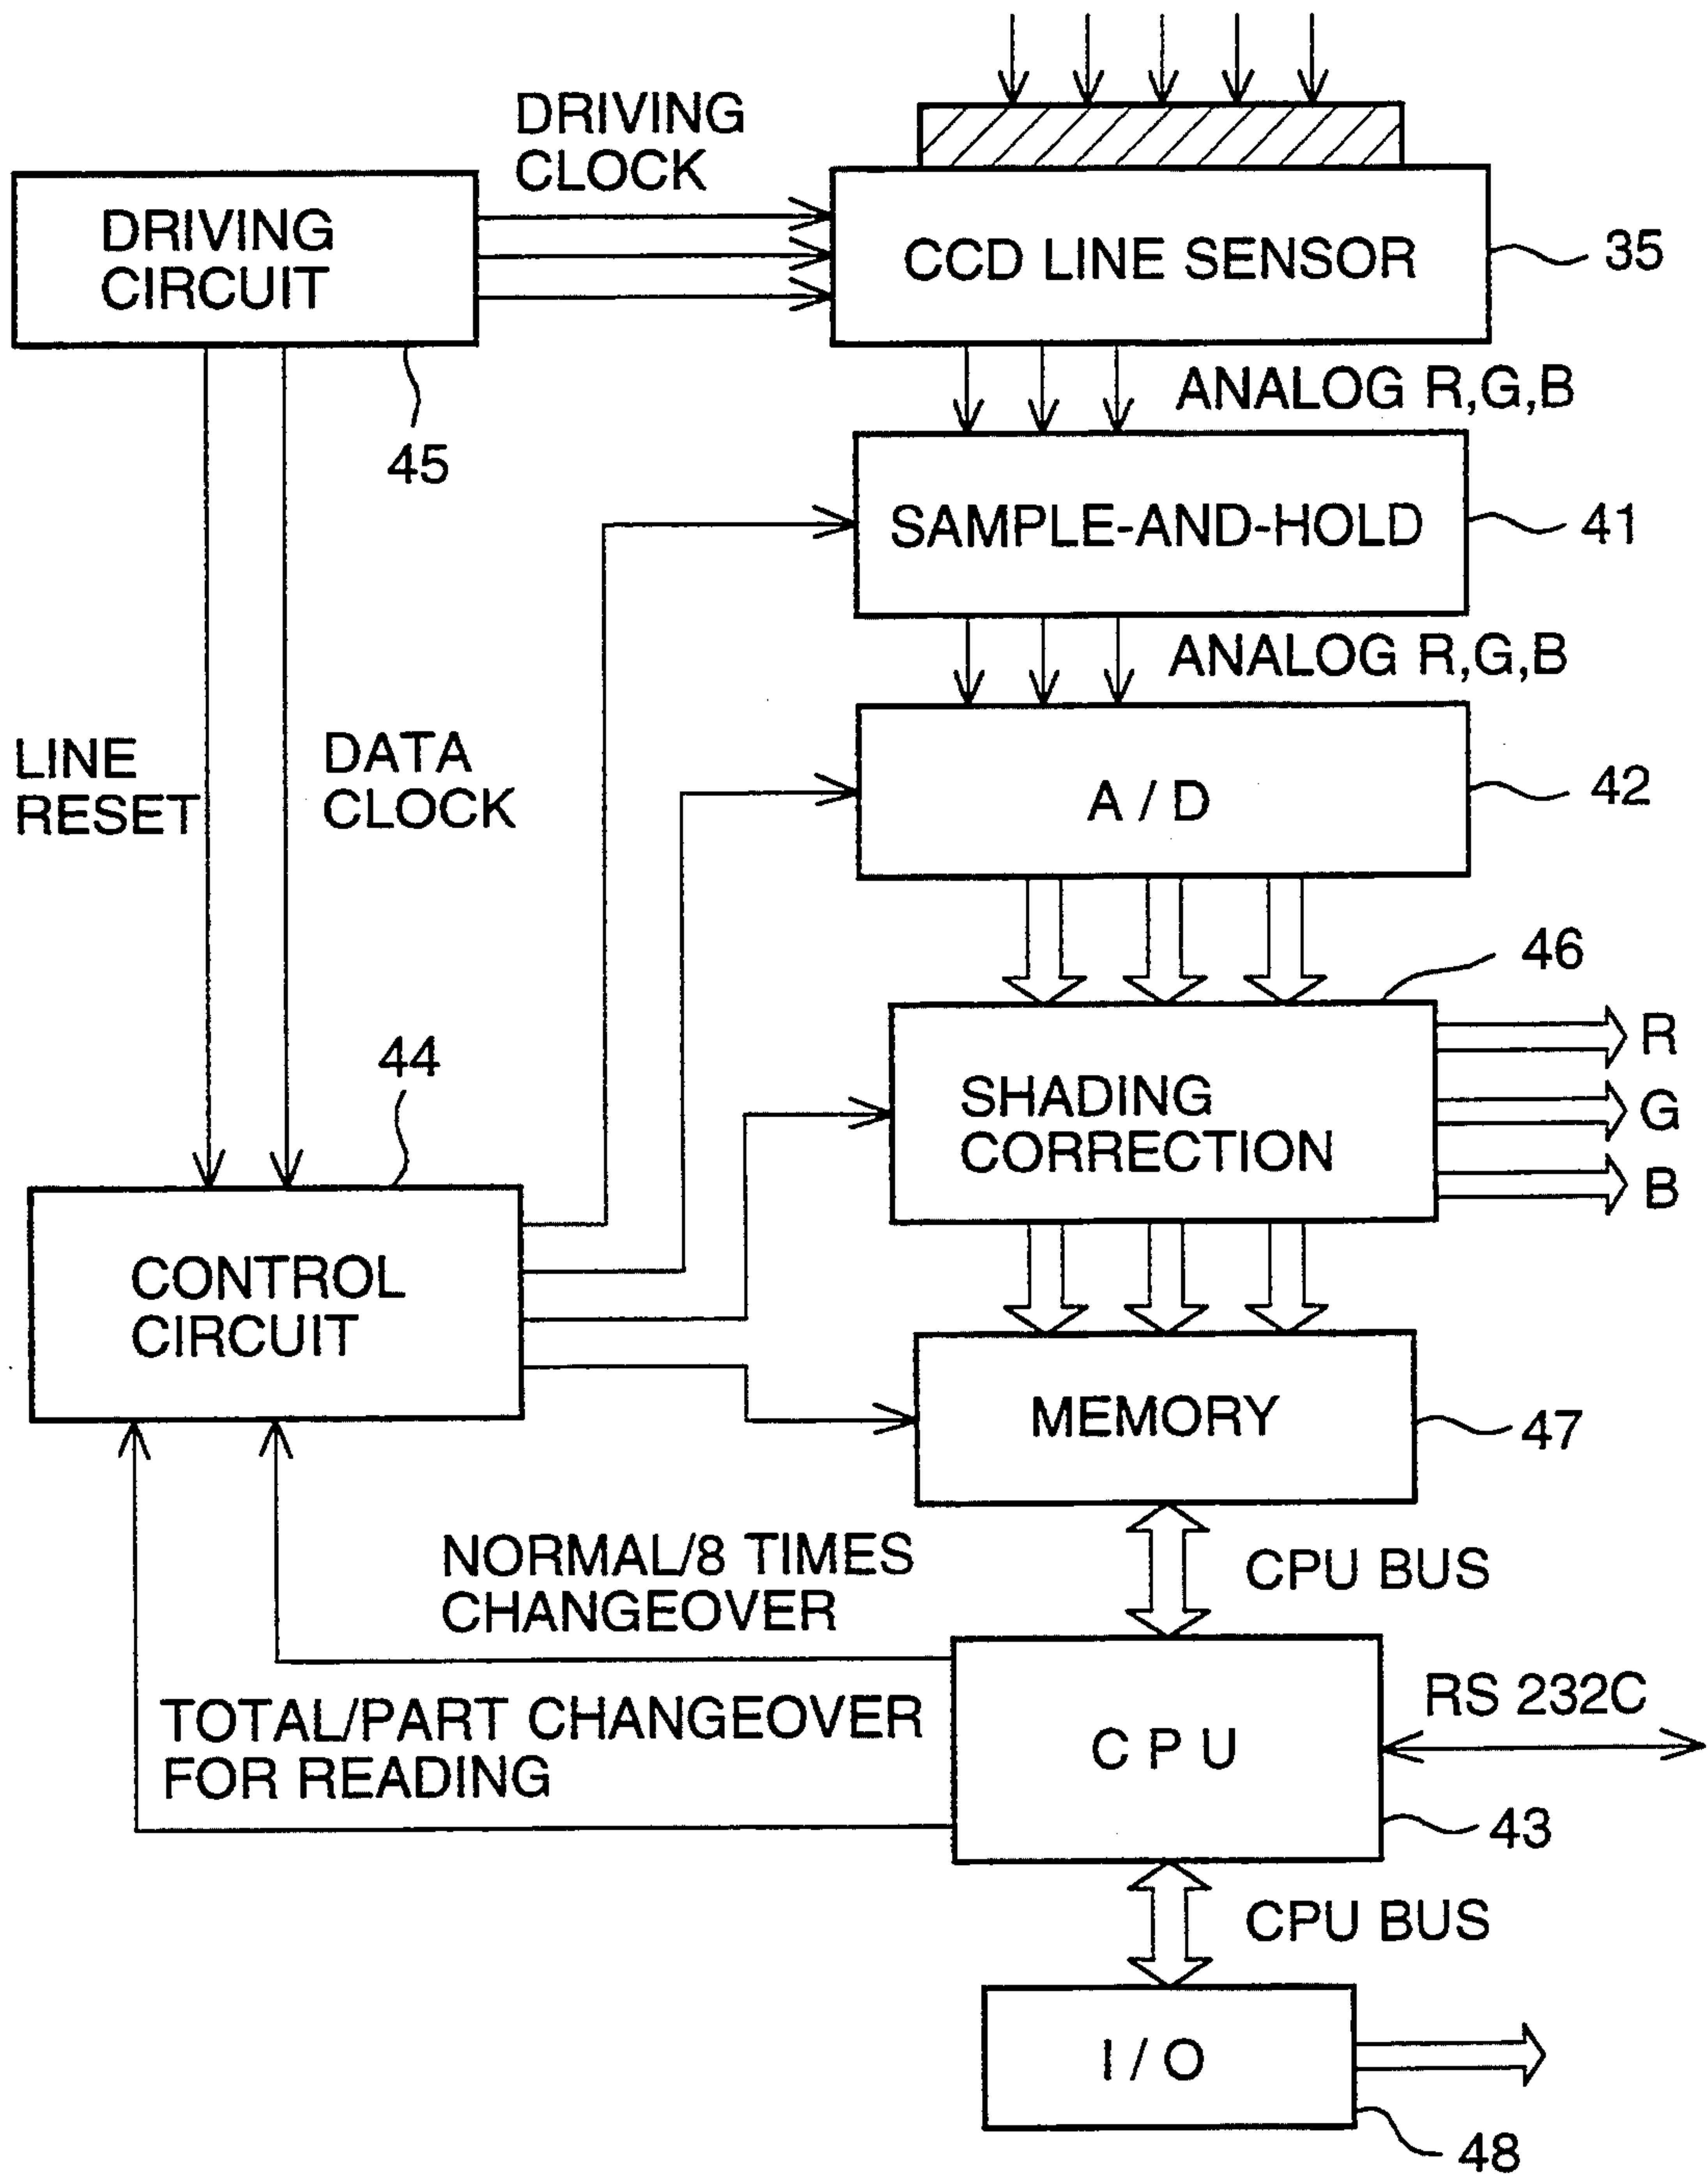 DRIVING
CLOCK
DRIVING
CIRCUIT
CCD LINE SENSOR
35
ANALOG R,G,B
45
SAMPLE-AND-HOLD
41
ANALOG R,G,B
LINE
RESET
DATA
CLOCK
A / D
42
46
44
SHADING
CORRECTION
R
G
B
CONTROL
CIRCUIT
MEMORY
47
NORMAL/8 TIMES
CHANGEOVER
CPU BUS
TOTAL/PART CHANGEOVER
FOR READING
C P U
RS 232C
43
CPU BUS
I / O
48